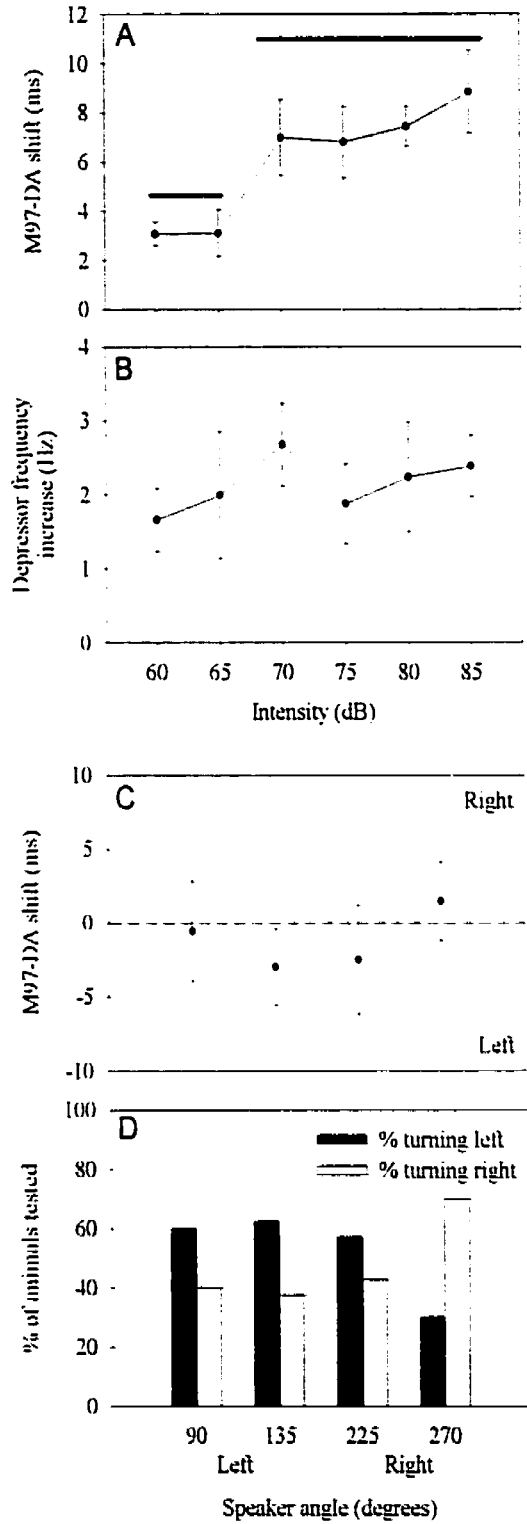 A
12
10
8
6
4
2
0
M97-DA shift (ms)
B
4
3
2
1
0
Depressor frequency
increase (Hz)
60 65 70 75 80 85
Intensity (dB)
C
10
5
0
-5
-10
M97-DA shift (ms)
Right
Left
D
100
80
60
40
20
0
% of animals tested
% turning left
% turning right
90 135 225 270
Left Right
Speaker angle (degrees)